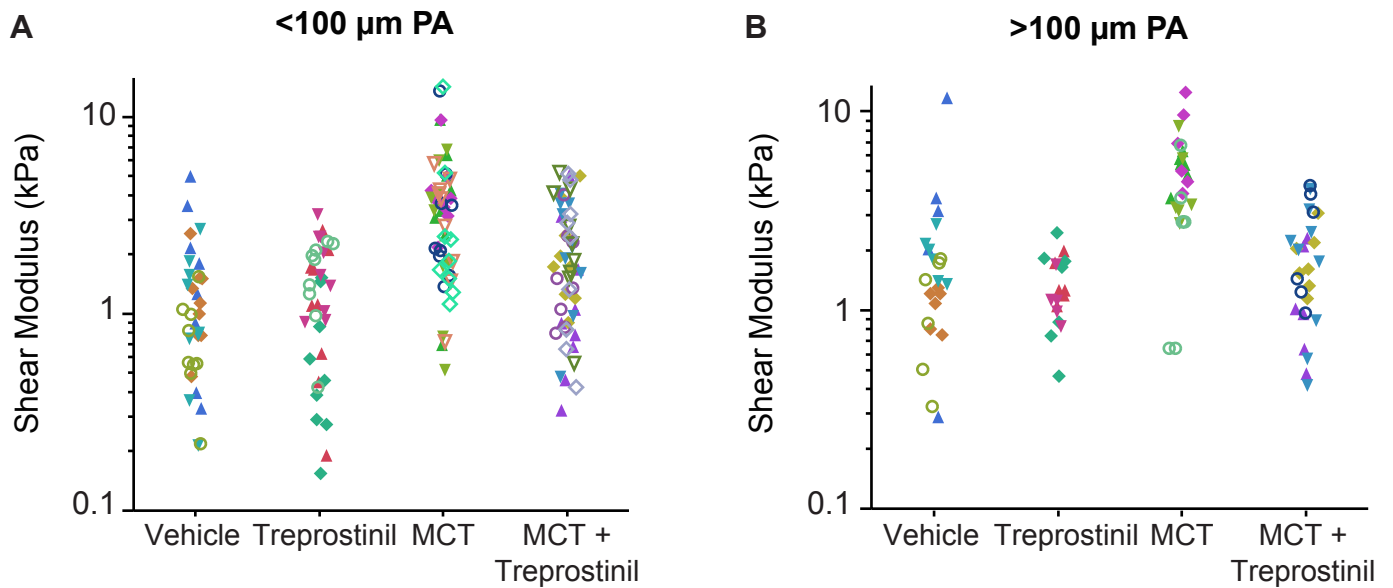 A
<100 µm PA
Shear Modulus (kPa)
10
1
0.1
Vehicle
Treprostinil
MCT
MCT +
Treprostinil
B
>100 µm PA
Shear Modulus (kPa)
10
1
0.1
Vehicle
Treprostinil
MCT
MCT +
Treprostinil